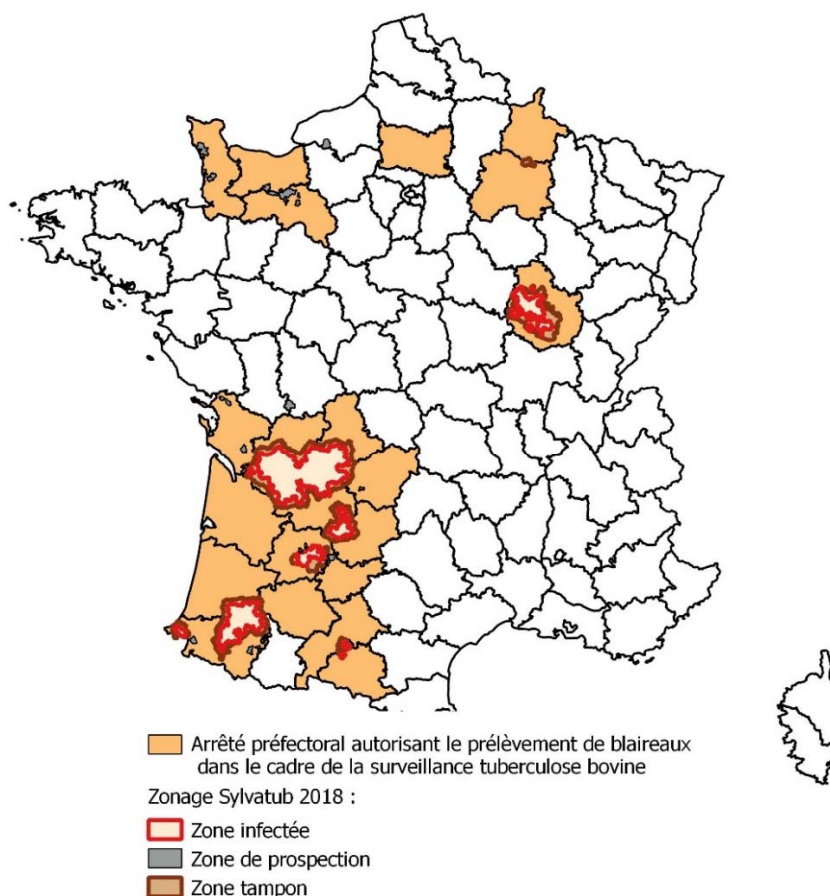 Arrêté préfectoral autorisant le prélèvement de blaireaux
dans le cadre de la surveillance tuberculose bovine
Zonage Sylvatub 2018 :
Zone infectée
Zone de prospection
Zone tampon